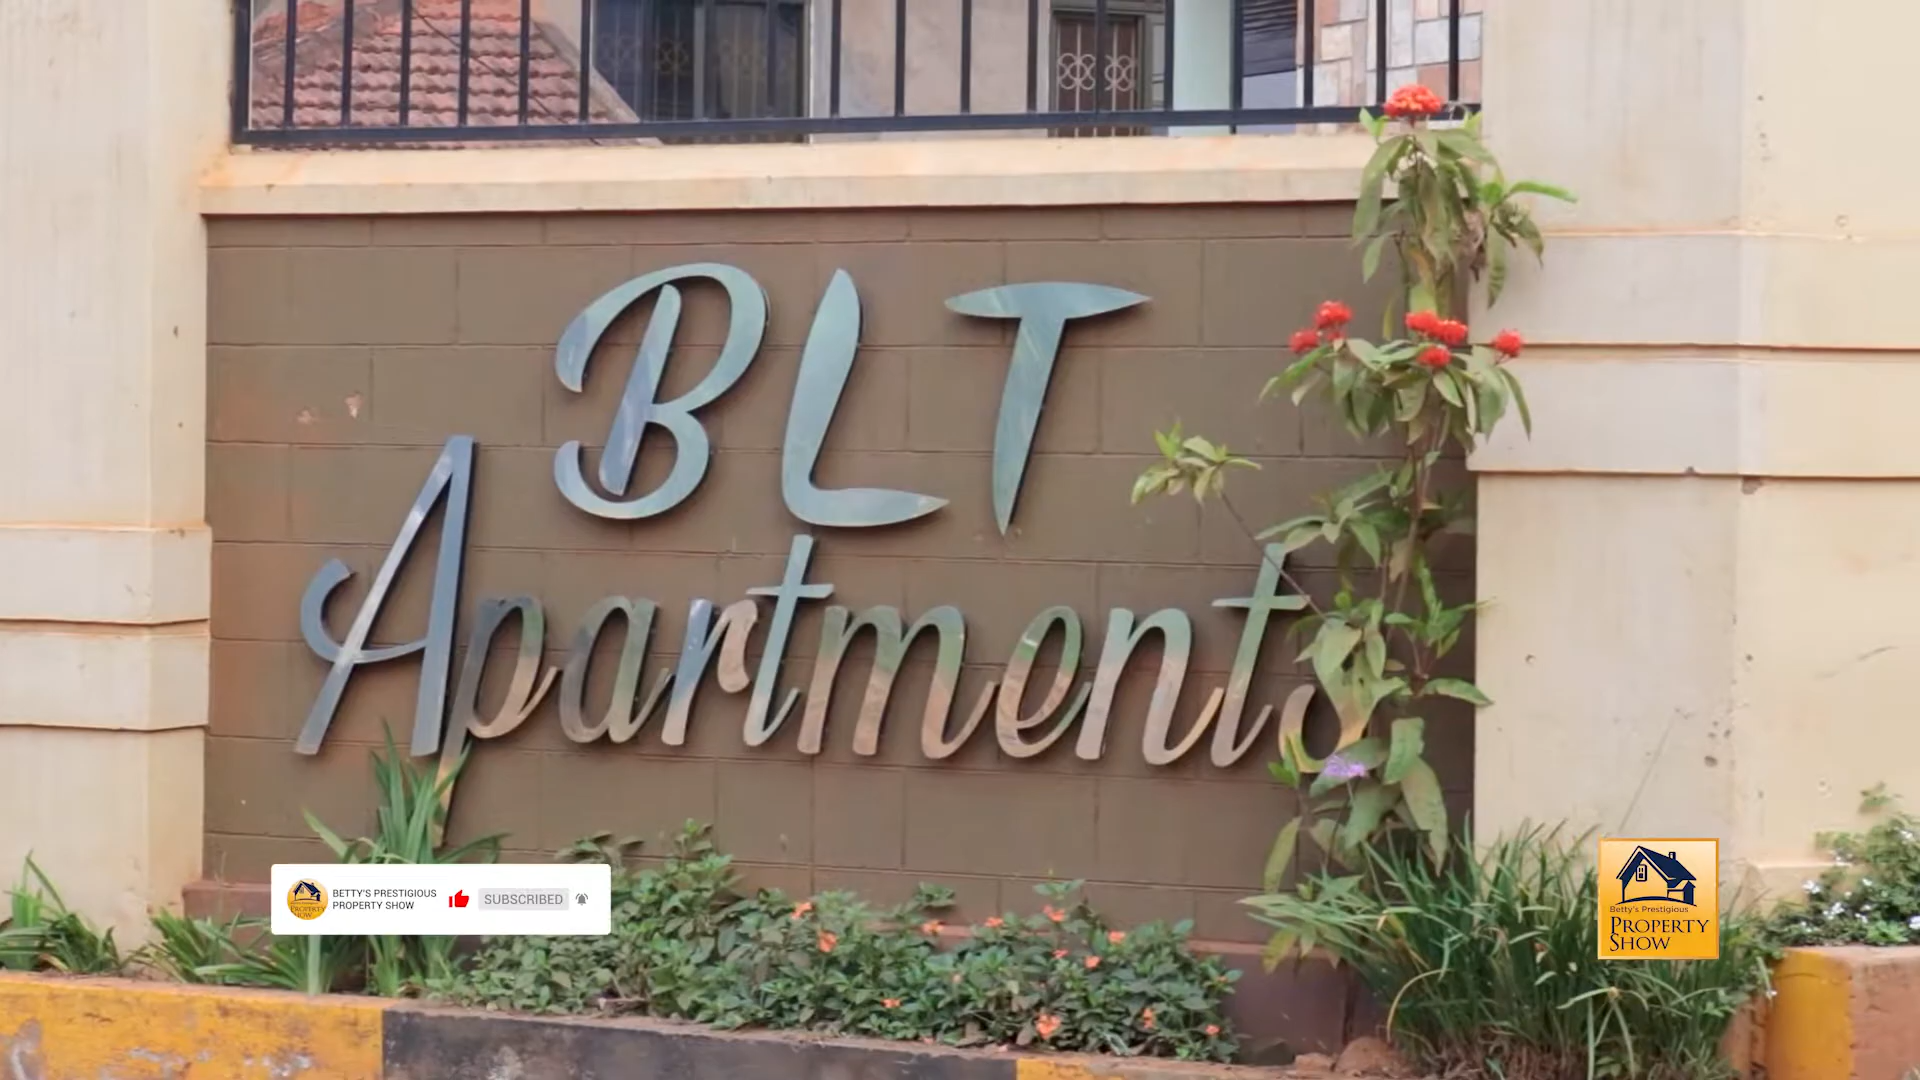 BLT
Apartments
BETTY'S PRESTIGIOUS
PROPERTY SHOW
SUBSCRIBED
Betty's Prestigious
PROPERTY
SHOW